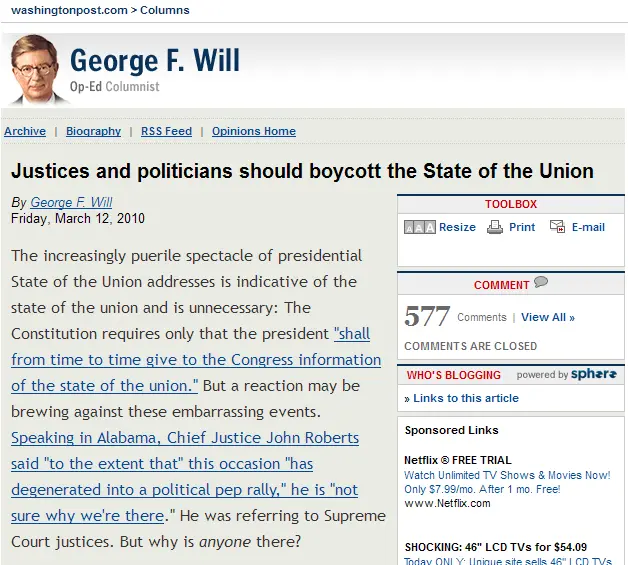 washingtonpost.com > Columns
George F. Will
Op-Ed Columnist
Archive | Biography | RSS Feed | Opinions Home
Justices and politicians should boycott the State of the Union
By George F. Will
Friday, March 12, 2010
The increasingly puerile spectacle of presidential
State of the Union addresses is indicative of the
state of the union and is unnecessary: The
Constitution requires only that the president "shall
from time to time give to the Congress information
of the state of the union." But a reaction may be
brewing against these embarrassing events.
Speaking in Alabama, Chief Justice John Roberts
said "to the extent that" this occasion "has
degenerated into a political pep rally," he is "not
sure why we're there." He was referring to Supreme
Court justices. But why is anyone there?
TOOLBOX
AAA Resize Print E-mail
COMMENT
577 Comments | View All »
COMMENTS ARE CLOSED
WHO'S BLOGGING powered by sphere
» Links to this article
Sponsored Links
Netflix ® FREE TRIAL
Watch Unlimited TV Shows & Movies Now!
Only $7.99/mo. After 1 mo. Free!
www.Netflix.com
SHOCKING: 46" LCD TVs for $54.09
Today ONLY: Unique site sells 46" LCD TVs